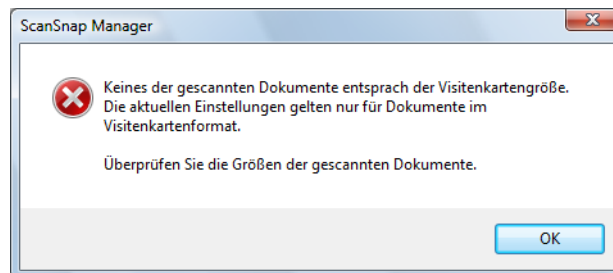 ScanSnap Manager
Keines der gescannten Dokumente entsprach der Visitenkartengröße.
Die aktuellen Einstellungen gelten nur für Dokumente im
Visitenkartenformat.
Überprüfen Sie die Größen der gescannten Dokumente.
OK